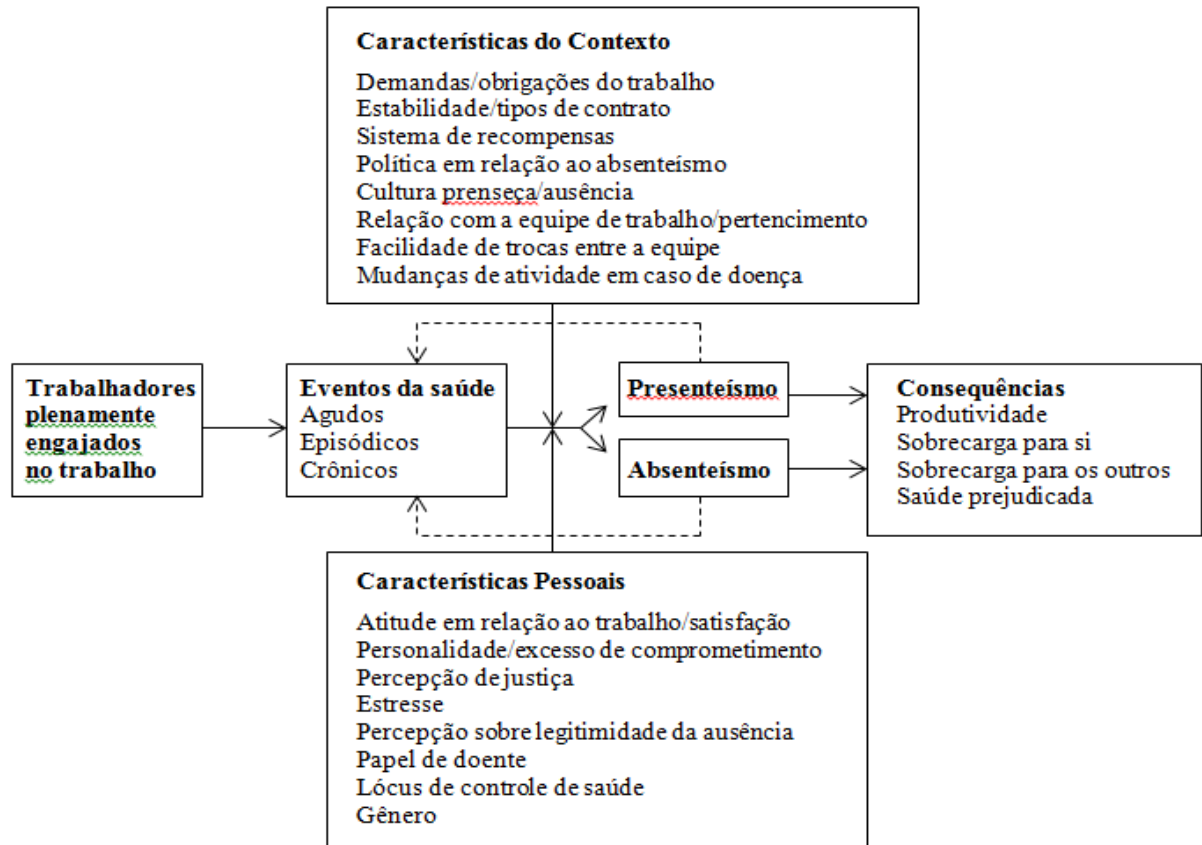 Características do Contexto
Demandas/obrigações do trabalho
Estabilidade/tipos de contrato
Sistema de recompensas
Política em relação ao absenteísmo
Cultura prenseça/ausência
Relação com a equipe de trabalho/pertencimento
Facilidade de trocas entre a equipe
Mudanças de atividade em caso de doença
Trabalhadores
plenamente
engajados
no trabalho
Eventos da saúde
Agudos
Episódicos
Crônicos
Presenteísmo
Absenteísmo
Consequências
Produtividade
Sobrecarga para si
Sobrecarga para os outros
Saúde prejudicada
Características Pessoais
Atitude em relação ao trabalho/satisfação
Personalidade/excesso de comprometimento
Percepção de justiça
Estresse
Percepção sobre legitimidade da ausência
Papel de doente
Lócus de controle de saúde
Gênero